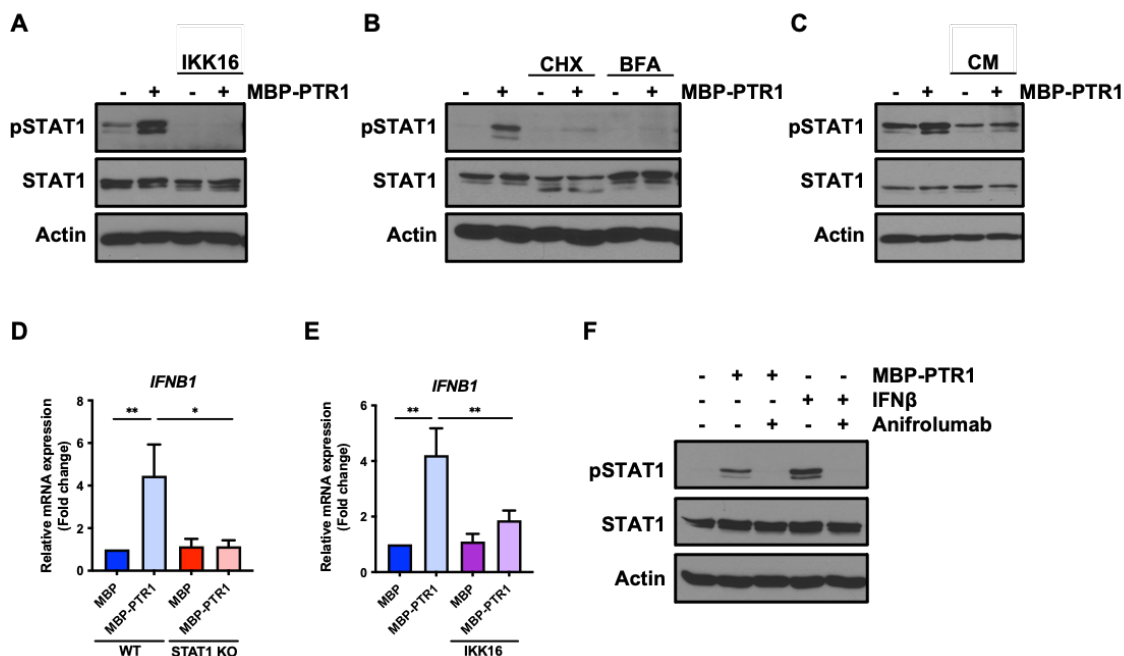 A
IKK16
- + - + MBP-PTR1
pSTAT1
STAT1
Actin
B
CHX BFA
- + - + - + MBP-PTR1
pSTAT1
STAT1
Actin
C
CM
- + - + MBP-PTR1
pSTAT1
STAT1
Actin
D
IFNB1
** *
Relative mRNA expression
(Fold change)
8
6
4
2
0
MBP MBP-PTR1 MBP MBP-PTR1
WT STAT1 KO
E
IFNB1
** **
Relative mRNA expression
(Fold change)
6
4
2
0
MBP MBP-PTR1 MBP MBP-PTR1
IKK16
F
- + + - - MBP-PTR1
- - - + + IFNβ
- - + - + Anifrolumab
pSTAT1
STAT1
Actin